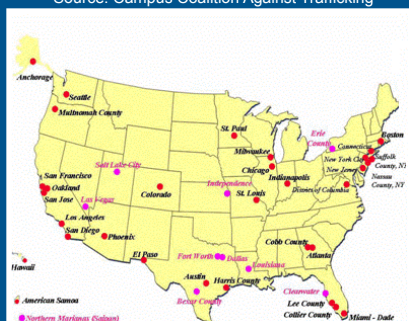 Source: Campus Coalition Against Trafficking
Anchorage
Seattle
Multnomah County
St. Paul
Erie
County
Boston
Connecticut
Milwaukee
New York City
Suffolk
County, NY
Chicago
New Jersey
Nassau
County, NY
Salt Lake City
San Francisco
Oakland
Independence
Indianapolis
District of Columbia
San Jose
Colorado
St. Louis
Las Vegas
Los Angeles
San Diego
Phoenix
Cobb County
El Paso
Fort Worth
Dallas
Atlanta
Louisiana
Hawaii
Austin
Harris County
Clearwater
American Samoa
Bexar County
Lee County
Collier County
Miami - Dade
Northern Marianas (Saipan)